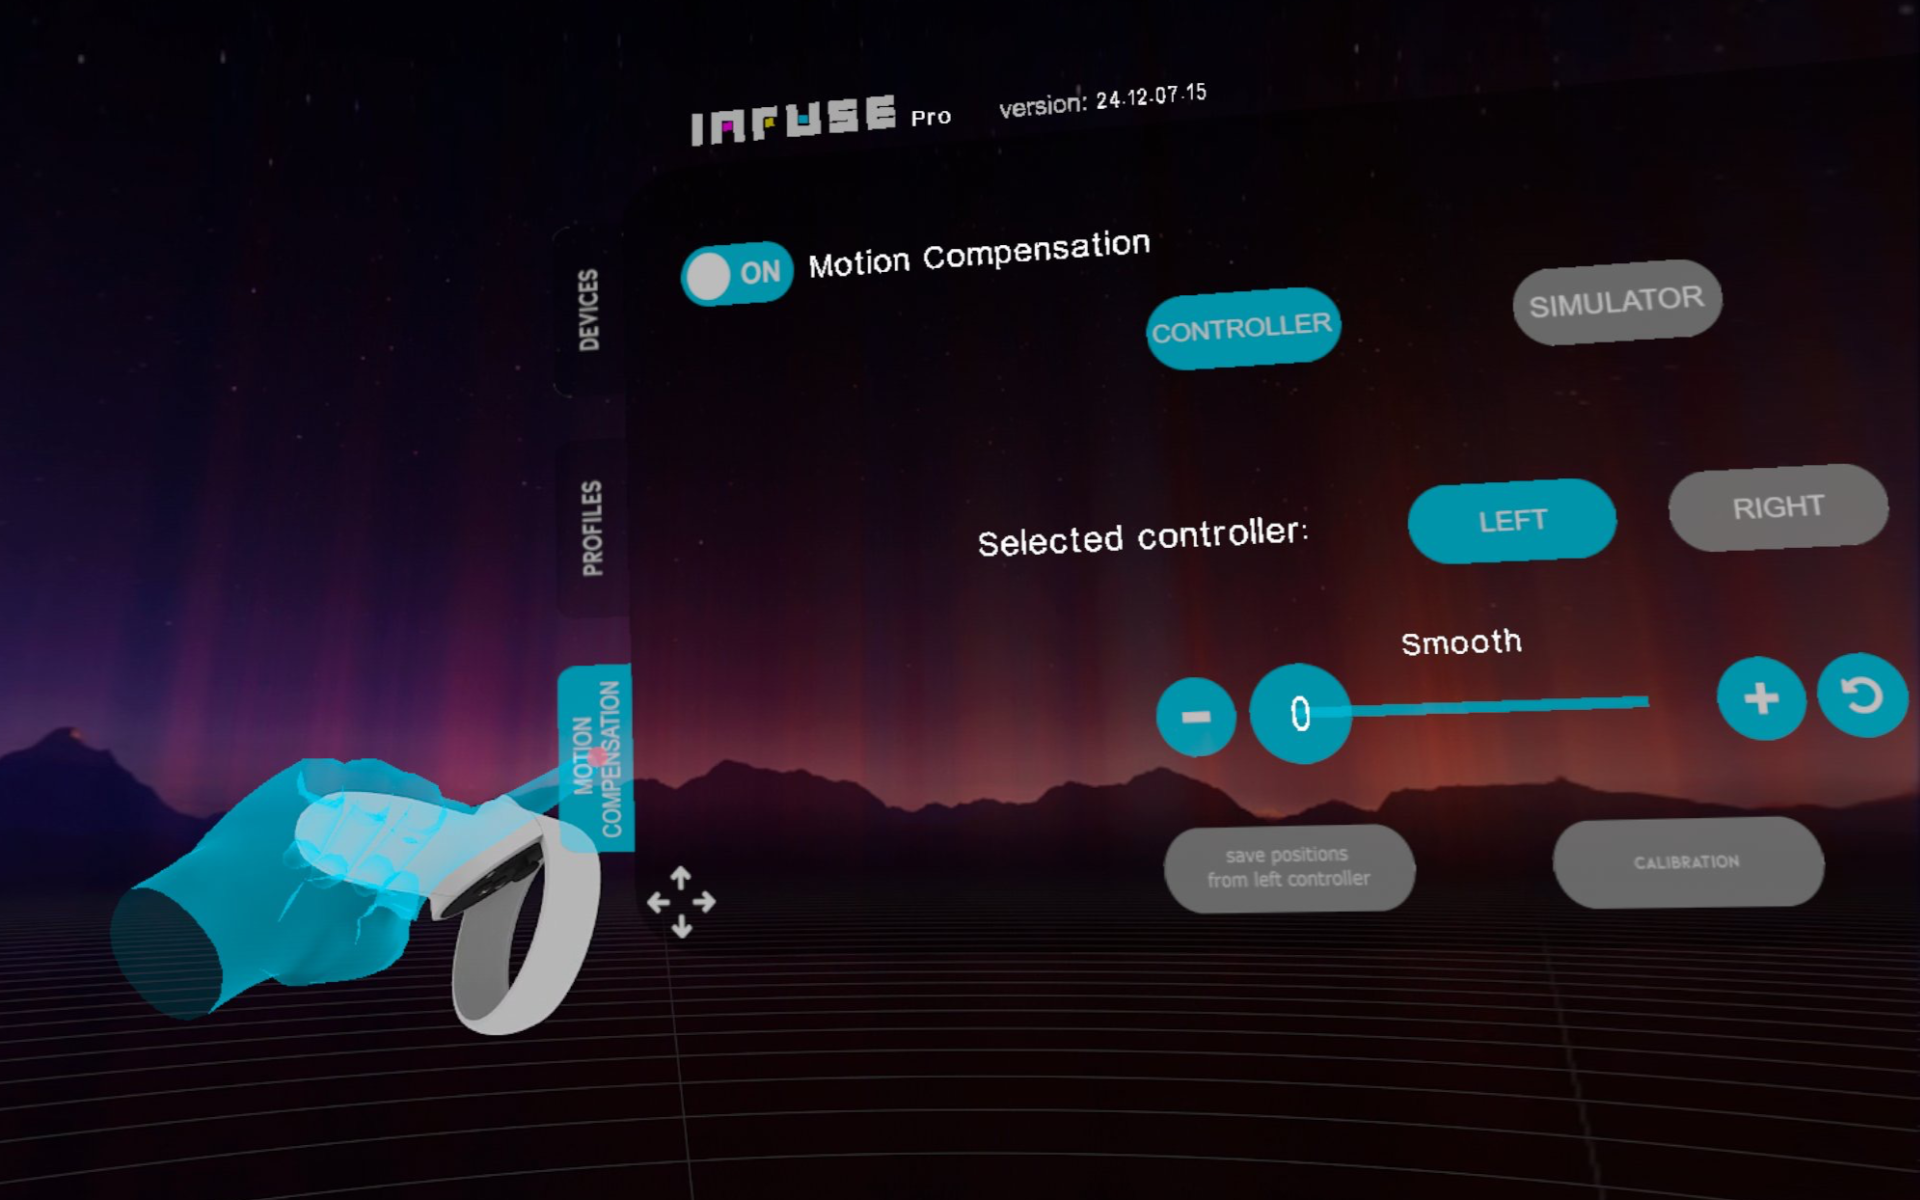 INFUSE Pro version: 24.12.07.15
ON Motion Compensation
CONTROLLER
SIMULATOR
DEVICES
PROFILES
MOTION
COMPENSATION
Selected controller:
LEFT
RIGHT
Smooth
0
save positions
from left controller
CALIBRATION